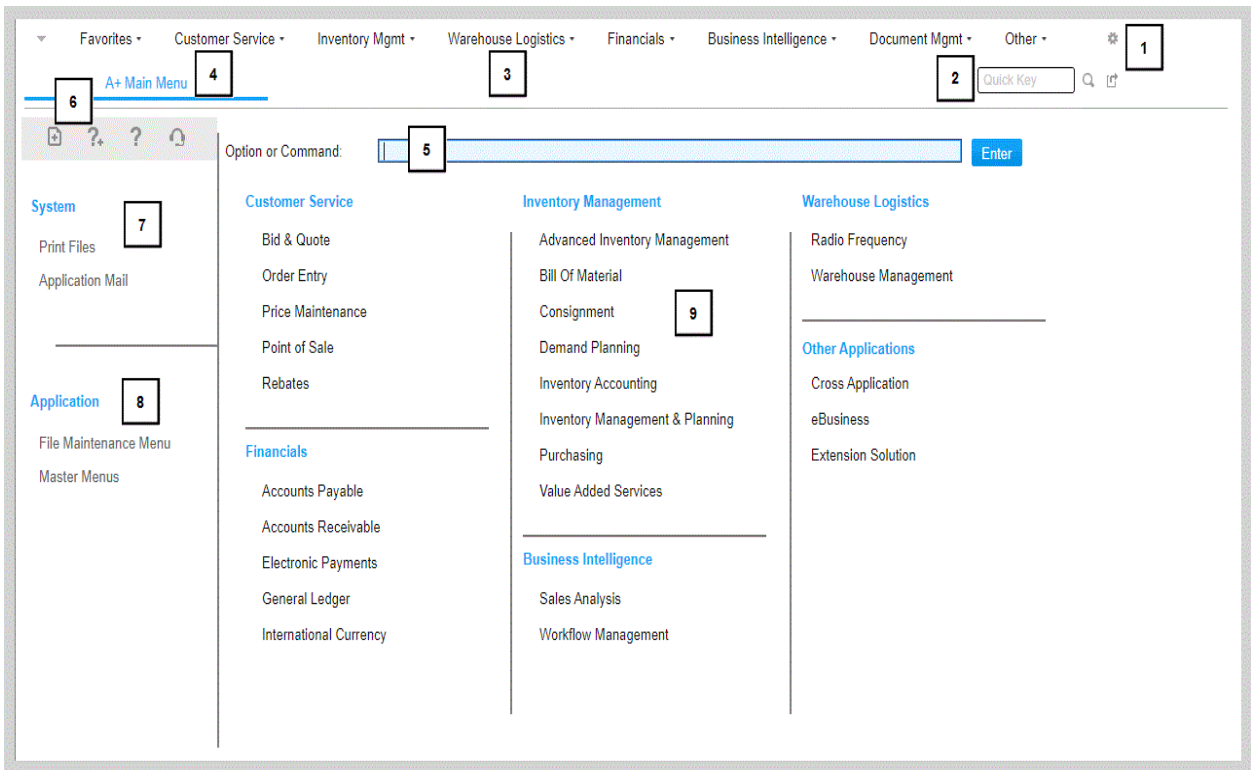 Favorites Customer Service Inventory Mgmt Warehouse Logistics Financials Business Intelligence Document Mgmt Other 1
A+ Main Menu 4 3 2 Quick Key
6
Option or Command: 5 Enter
System
7
Print Files
Application Mail
Application 8
File Maintenance Menu
Master Menus
Customer Service
Bid & Quote
Order Entry
Price Maintenance
Point of Sale
Rebates
Financials
Accounts Payable
Accounts Receivable
Electronic Payments
General Ledger
International Currency
Inventory Management
Advanced Inventory Management
Bill Of Material
Consignment 9
Demand Planning
Inventory Accounting
Inventory Management & Planning
Purchasing
Value Added Services
Business Intelligence
Sales Analysis
Workflow Management
Warehouse Logistics
Radio Frequency
Warehouse Management
Other Applications
Cross Application
eBusiness
Extension Solution